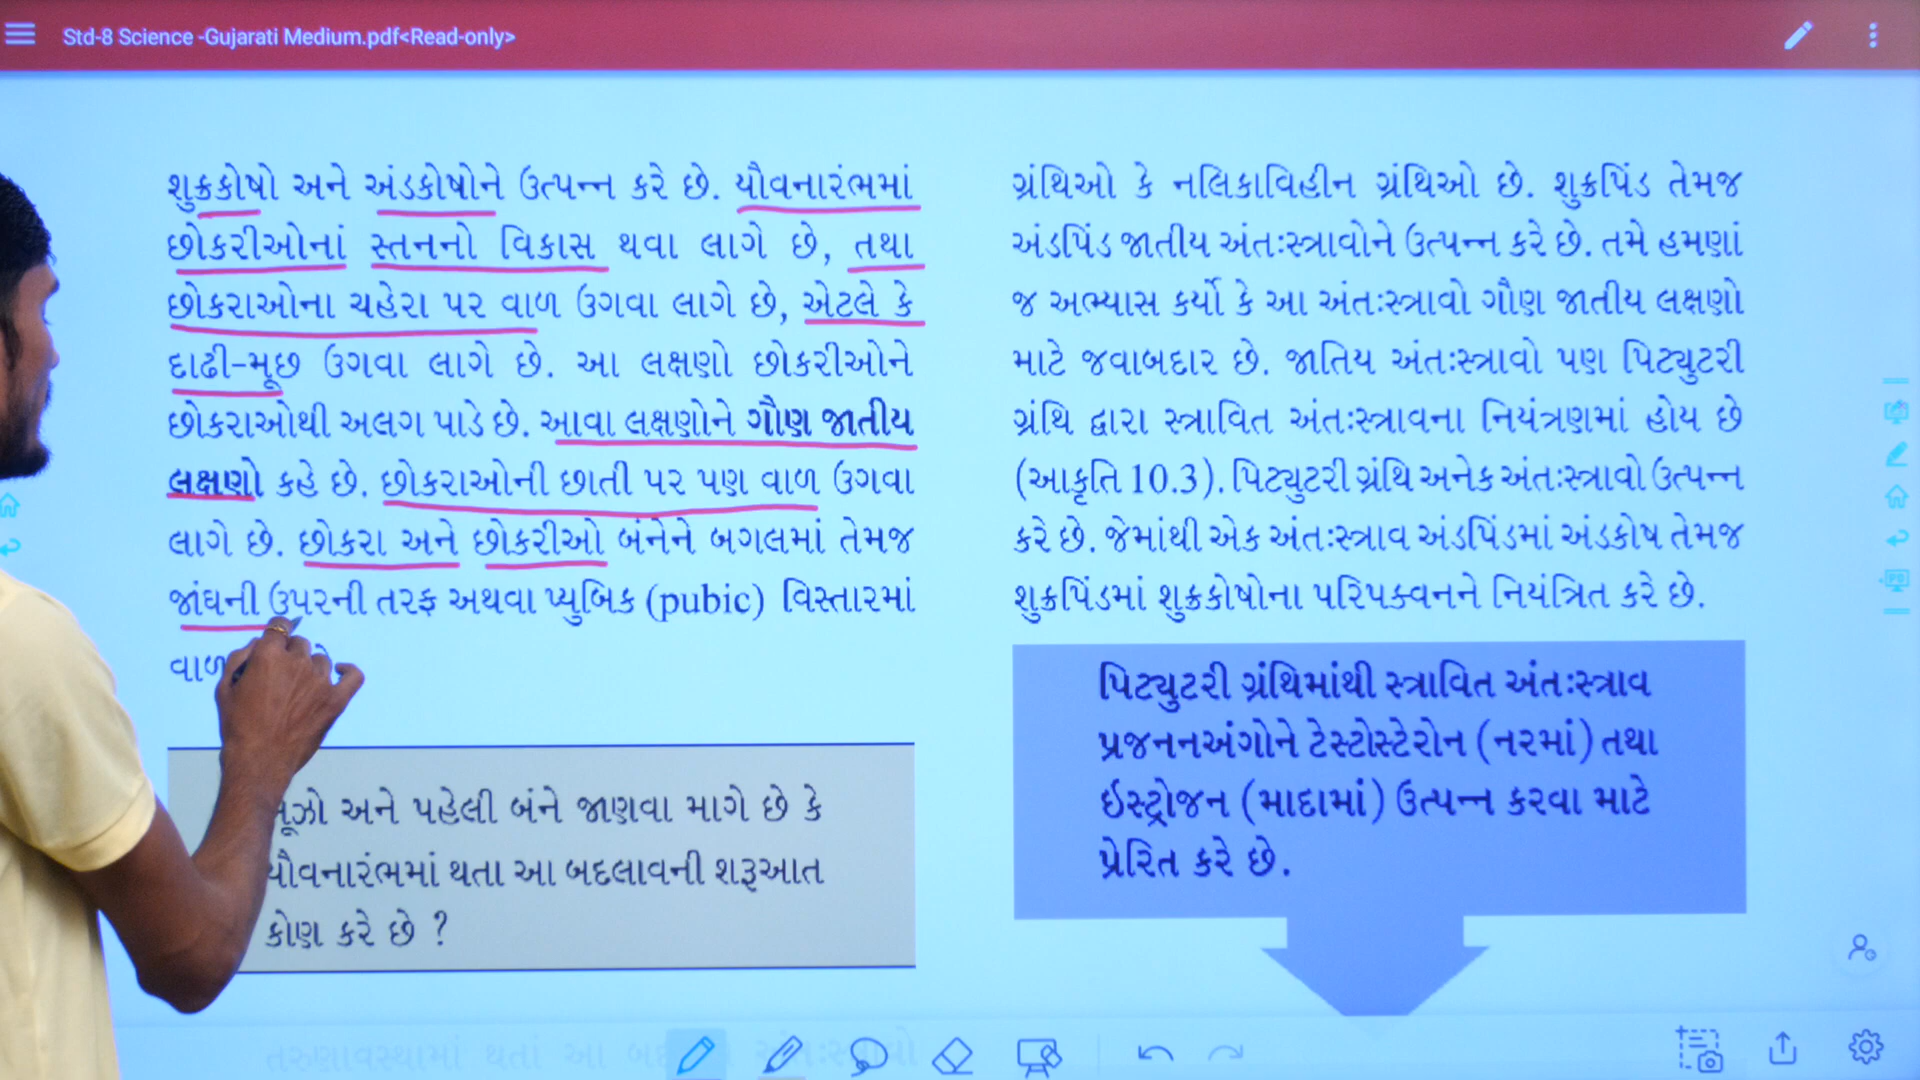 Std-8 Science -Gujarati Medium.pdf<Read-only>
શુક્રકોષો અને અંડકોષોને ઉત્પન્ન કરે છે. યૌવનારંભમાં
છોકરીઓનાં સ્તનનો વિકાસ થવા લાગે છે, તથા
છોકરાઓના ચહેરા પર વાળ ઉગવા લાગે છે, એટલે કે
દાઢી-મૂછ ઉગવા લાગે છે. આ લક્ષણો છોકરીઓને
છોકરાઓથી અલગ પાડે છે. આવા લક્ષણોને ગૌણ જાતીય
લક્ષણો કહે છે. છોકરાઓની છાતી પર પણ વાળ ઉગવા
લાગે છે. છોકરા અને છોકરીઓ બંનેને બગલમાં તેમજ
જાંઘની ઉપરની તરફ અથવા પ્યુબિક (pubic) વિસ્તારમાં
વાળ
બૂઝો અને પહેલી બંને જાણવા માગે છે કે
યૌવનારંભમાં થતા આ બદલાવની શરૂઆત
કોણ કરે છે ?
ગ્રંથિઓ કે નલિકાવિહીન ગ્રંથિઓ છે. શુક્રપિંડ તેમજ
અંડપિંડ જાતીય અંતઃસ્ત્રાવોને ઉત્પન્ન કરે છે. તમે હમણાં
જ અભ્યાસ કર્યો કે આ અંતઃસ્ત્રાવો ગૌણ જાતીય લક્ષણો
માટે જવાબદાર છે. જાતિય અંતઃસ્ત્રાવો પણ પિટ્યુટરી
ગ્રંથિ દ્વારા સ્ત્રાવિત અંતઃસ્ત્રાવના નિયંત્રણમાં હોય છે
(આકૃતિ 10.3). પિટ્યુટરી ગ્રંથિ અનેક અંતઃસ્ત્રાવો ઉત્પન્ન
કરે છે. જેમાંથી એક અંતઃસ્ત્રાવ અંડપિંડમાં અંડકોષ તેમજ
શુક્રપિંડમાં શુક્રકોષોના પરિપક્વનને નિયંત્રિત કરે છે.
પિટ્યુટરી ગ્રંથિમાંથી સ્ત્રાવિત અંતઃસ્ત્રાવ
પ્રજનનઅંગોને ટેસ્ટોસ્ટેરોન (નરમાં) તથા
ઇસ્ટ્રોજન (માદામાં) ઉત્પન્ન કરવા માટે
પ્રેરિત કરે છે.
તરુણાવસ્થામાં થતાં આ